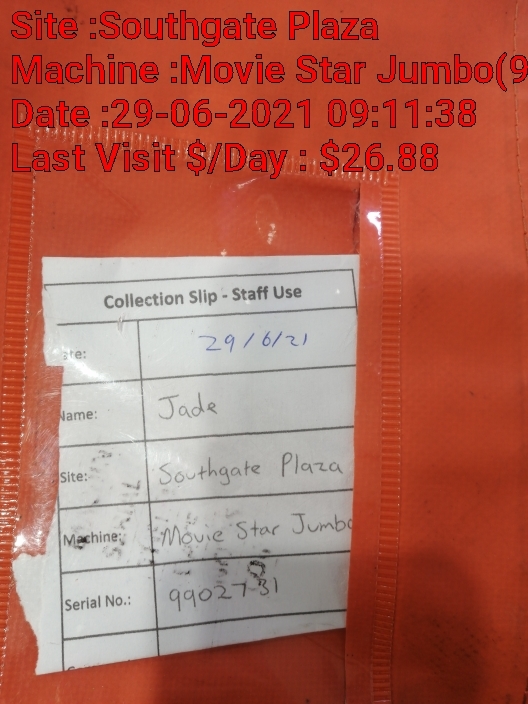 Site :Southgate Plaza
Machine :Movie Star Jumbo(9
Date :29-06-2021 09:11:38
Last Visit $/Day : $26.88
Collection Slip - Staff Use
ate: 29/6/21
Name: Jade
Site: Southgate Plaza
Machine: Movie Star Jumbo
Serial No.: 9902731